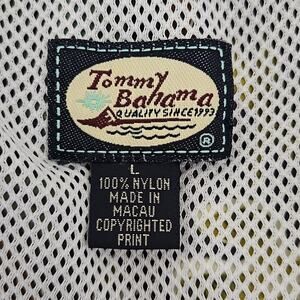 Tommy
Bahama
QUALITY SINCE 1993
®
L
100% NYLON
MADE IN
MACAU
COPYRIGHTED
PRINT